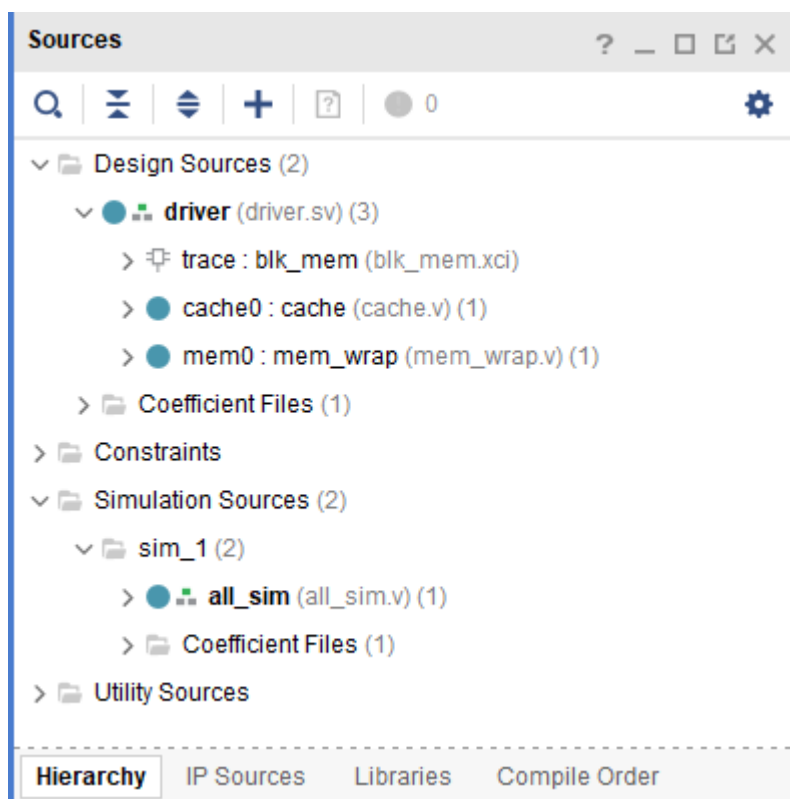 Sources
? 0
Design Sources (2)
driver (driver.sv) (3)
trace : blk_mem (blk_mem.xci)
cache0 : cache (cache.v) (1)
mem0 : mem_wrap (mem_wrap.v) (1)
Coefficient Files (1)
Constraints
Simulation Sources (2)
sim_1 (2)
all_sim (all_sim.v) (1)
Coefficient Files (1)
Utility Sources
Hierarchy IP Sources Libraries Compile Order